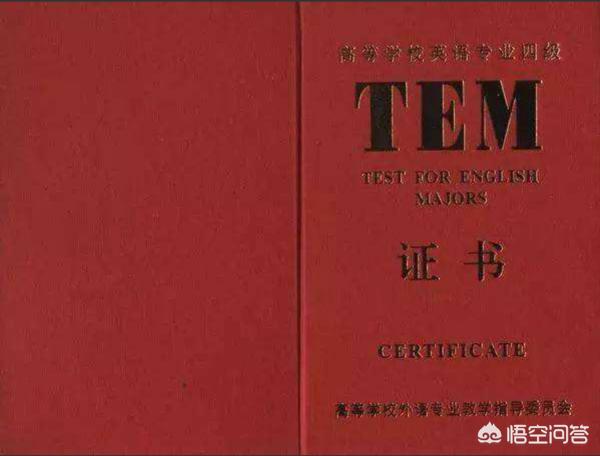 高等学校英语专业四级
TEM
TEST FOR ENGLISH
MAJORS
证书
CERTIFICATE
高等学校外语专业教学指导委员会
悟空问答